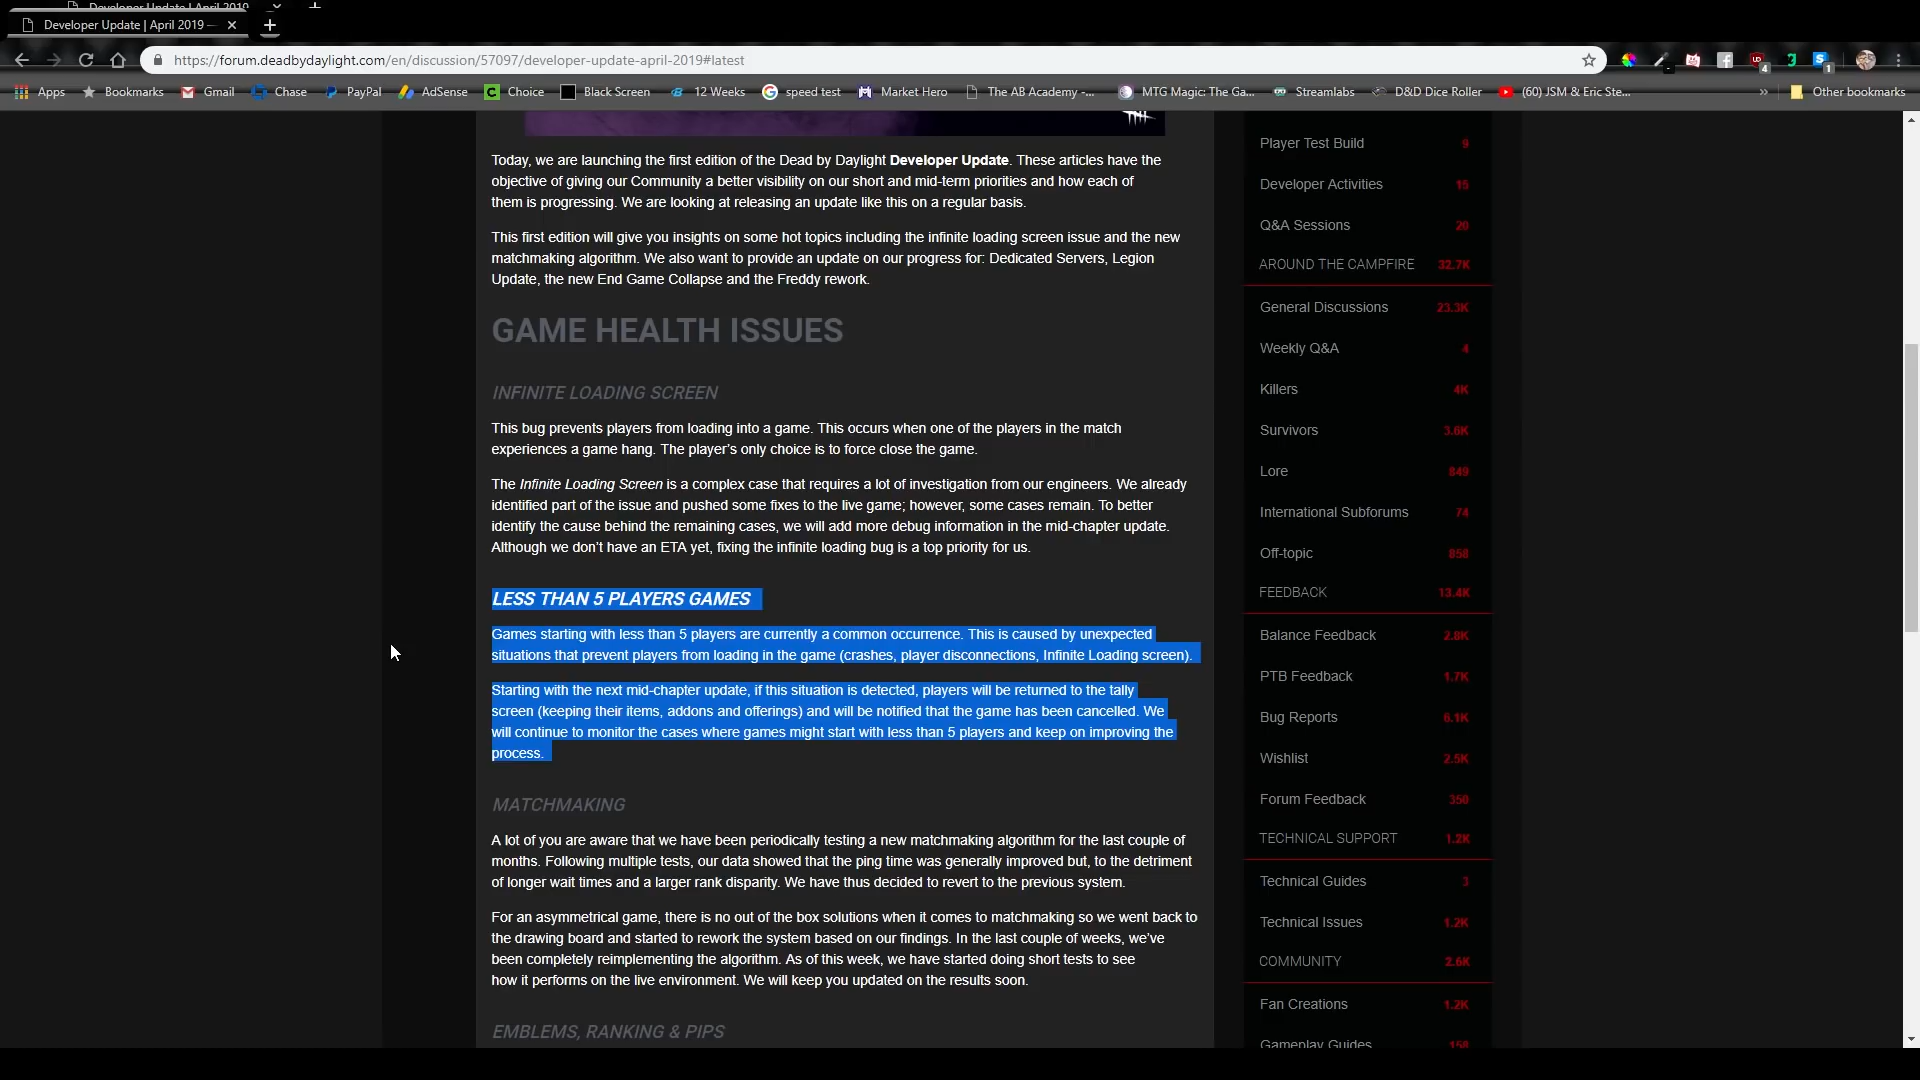 Developer Update | April 2019 —
https://forum.deadbydaylight.com/en/discussion/57097/developer-update-april-2019#latest
Apps Bookmarks Gmail Chase PayPal AdSense Choice Black Screen 12 Weeks speed test Market Hero The AB Academy -... MTG Magic: The Ga... Streamlabs D&D Dice Roller (60) JSM & Eric Ste... » Other bookmarks
Today, we are launching the first edition of the Dead by Daylight Developer Update. These articles have the
objective of giving our Community a better visibility on our short and mid-term priorities and how each of
them is progressing. We are looking at releasing an update like this on a regular basis.
This first edition will give you insights on some hot topics including the infinite loading screen issue and the new
matchmaking algorithm. We also want to provide an update on our progress for: Dedicated Servers, Legion
Update, the new End Game Collapse and the Freddy rework.
GAME HEALTH ISSUES
INFINITE LOADING SCREEN
This bug prevents players from loading into a game. This occurs when one of the players in the match
experiences a game hang. The player’s only choice is to force close the game.
The Infinite Loading Screen is a complex case that requires a lot of investigation from our engineers. We already
identified part of the issue and pushed some fixes to the live game; however, some cases remain. To better
identify the cause behind the remaining cases, we will add more debug information in the mid-chapter update.
Although we don’t have an ETA yet, fixing the infinite loading bug is a top priority for us.
LESS THAN 5 PLAYERS GAMES
Games starting with less than 5 players are currently a common occurrence. This is caused by unexpected
situations that prevent players from loading in the game (crashes, player disconnections, Infinite Loading screen).
Starting with the next mid-chapter update, if this situation is detected, players will be returned to the tally
screen (keeping their items, addons and offerings) and will be notified that the game has been cancelled. We
will continue to monitor the cases where games might start with less than 5 players and keep on improving the
process.
MATCHMAKING
A lot of you are aware that we have been periodically testing a new matchmaking algorithm for the last couple of
months. Following multiple tests, our data showed that the ping time was generally improved but, to the detriment
of longer wait times and a larger rank disparity. We have thus decided to revert to the previous system.
For an asymmetrical game, there is no out of the box solutions when it comes to matchmaking so we went back to
the drawing board and started to rework the system based on our findings. In the last couple of weeks, we’ve
been completely reimplementing the algorithm. As of this week, we have started doing short tests to see
how it performs on the live environment. We will keep you updated on the results soon.
EMBLEMS, RANKING & PIPS
Player Test Build 9
Developer Activities 15
Q&A Sessions 20
AROUND THE CAMPFIRE 32.7K
General Discussions 23.3K
Weekly Q&A 4
Killers 4K
Survivors 3.6K
Lore 849
International Subforums 74
Off-topic 858
FEEDBACK 13.4K
Balance Feedback 2.8K
PTB Feedback 1.7K
Bug Reports 6.1K
Wishlist 2.5K
Forum Feedback 350
TECHNICAL SUPPORT 1.2K
Technical Guides 3
Technical Issues 1.2K
COMMUNITY 2.6K
Fan Creations 1.2K
Gameplay Guides 158